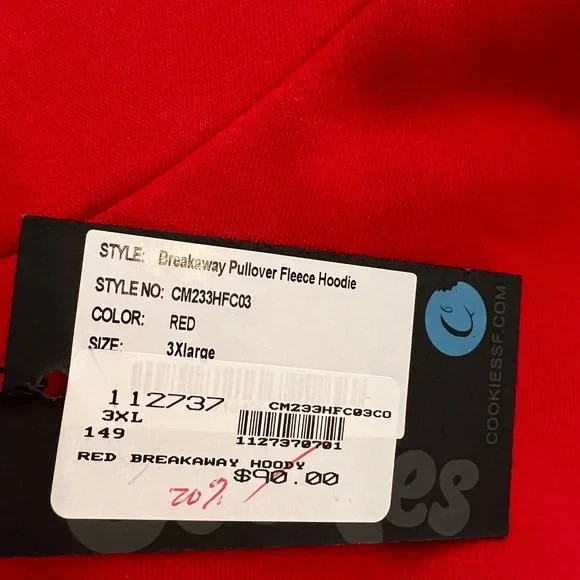 STYLE: Breakaway Pullover Fleece Hoodie
STYLE NO: CM233HFC03
COLOR: RED
SIZE: 3Xlarge
112737
CM233HFC03CO
3XL
149
1127370701
RED BREAKAWAY HOODY
$90.00
20%
COOKIESSF.COM